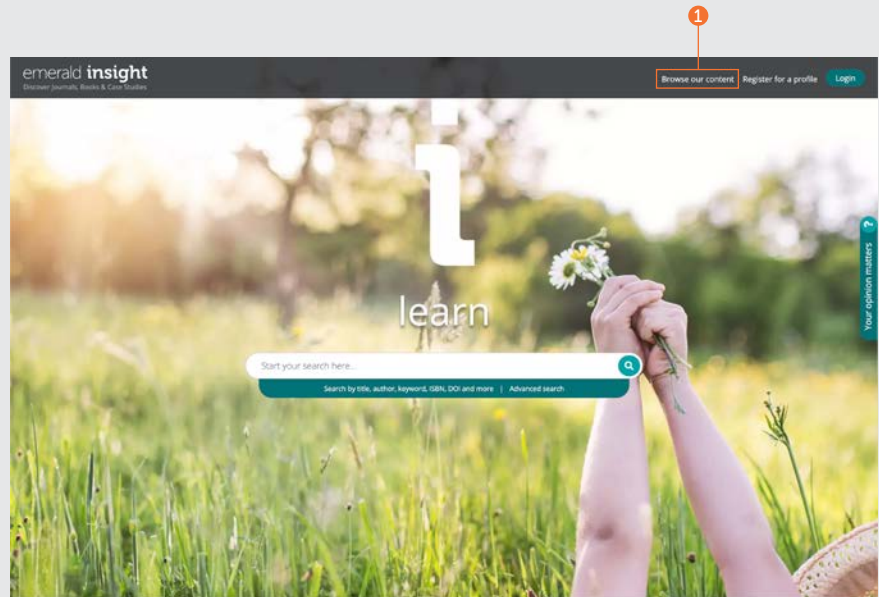 1
emerald insight
Discover Journals, Books & Case Studies
Browse our content
Register for a profile
Login
i
learn
Start your search here...
Search by title, author, keyword, ISBN, DOI and more | Advanced search
Your opinion matters ?